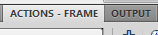 ACTIONS - FRAME OUTPUT